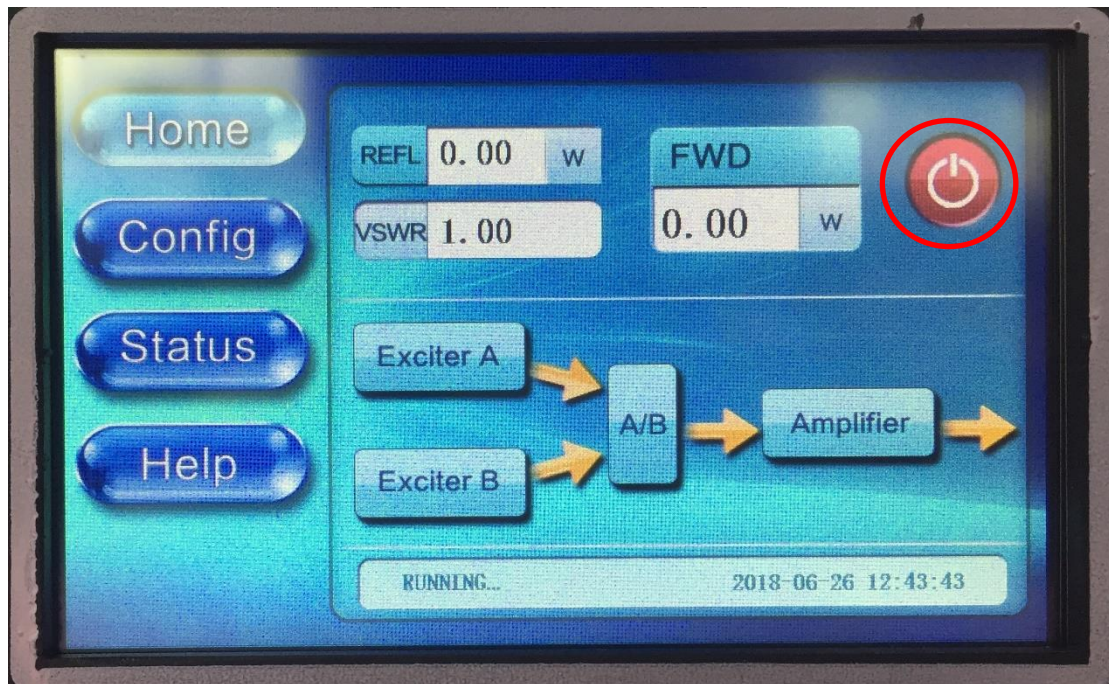 Home
Config
Status
Help
REFL 0.00 W
VSWR 1.00
FWD
0.00 W
Exciter A
Exciter B
A/B
Amplifier
RUNNING...
2018-06-26 12:43:43